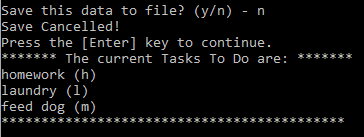 Save this data to file? (y/n) - n
Save Cancelled!
Press the [Enter] key to continue.
******* The current Tasks To Do are: *******
homework (h)
laundry (l)
feed dog (m)
*******************************************